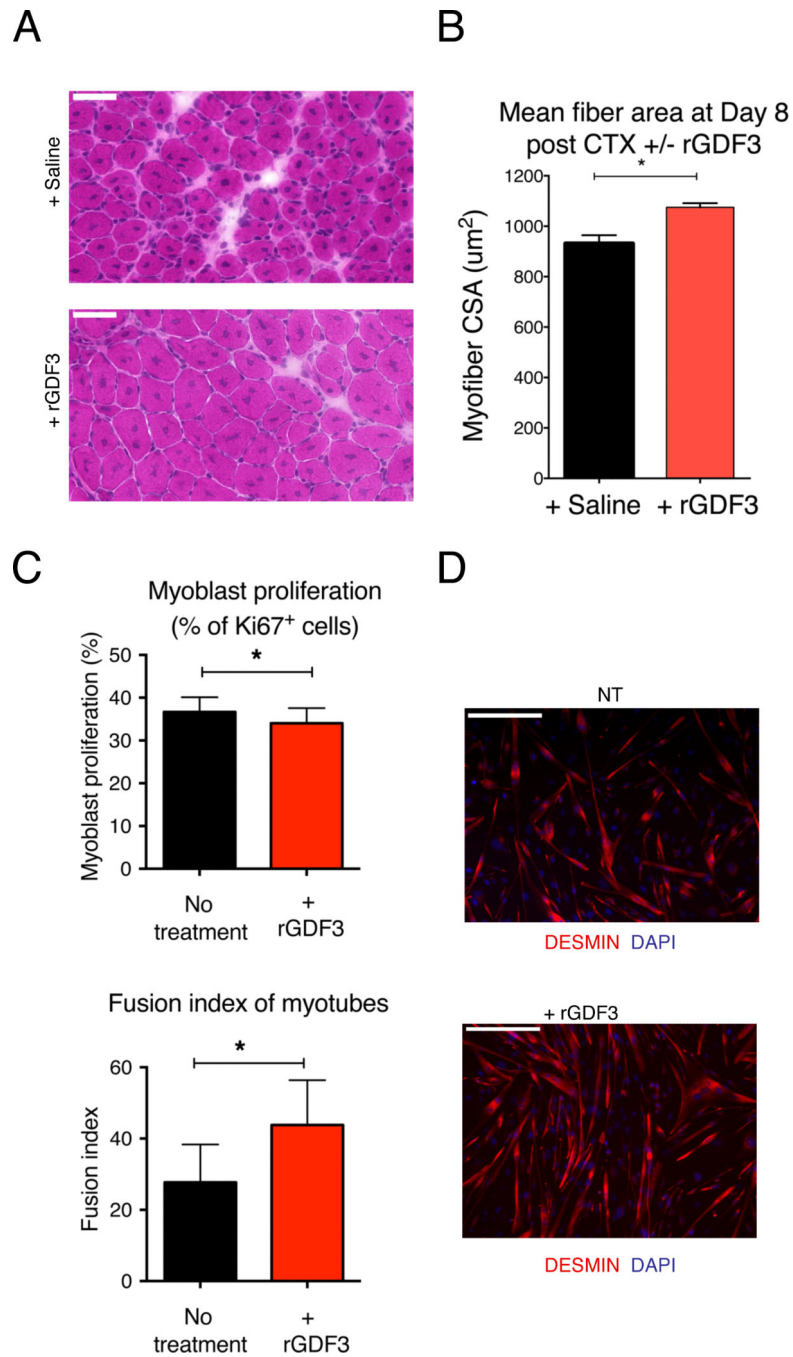 A
+ Saline
+ rGDF3
B
Mean fiber area at Day 8
post CTX +/- rGDF3
*
Myofiber CSA (um²)
1200
1000
800
600
400
200
0
+ Saline
+ rGDF3
C
Myoblast proliferation
(% of Ki67⁺ cells)
*
Myoblast proliferation (%)
50
40
30
20
10
0
No
treatment
+
rGDF3
Fusion index of myotubes
*
Fusion index
60
40
20
0
No
treatment
+
rGDF3
D
NT
DESMIN DAPI
+ rGDF3
DESMIN DAPI